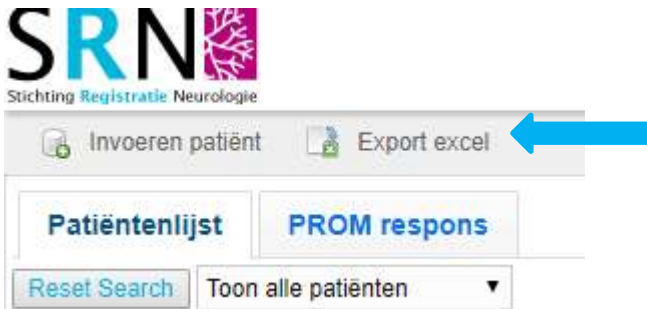 SRN
Stichting Registratie Neurologie
Invoeren patiënt Export excel
Patiëntenlijst PROM respons
Reset Search Toon alle patiënten